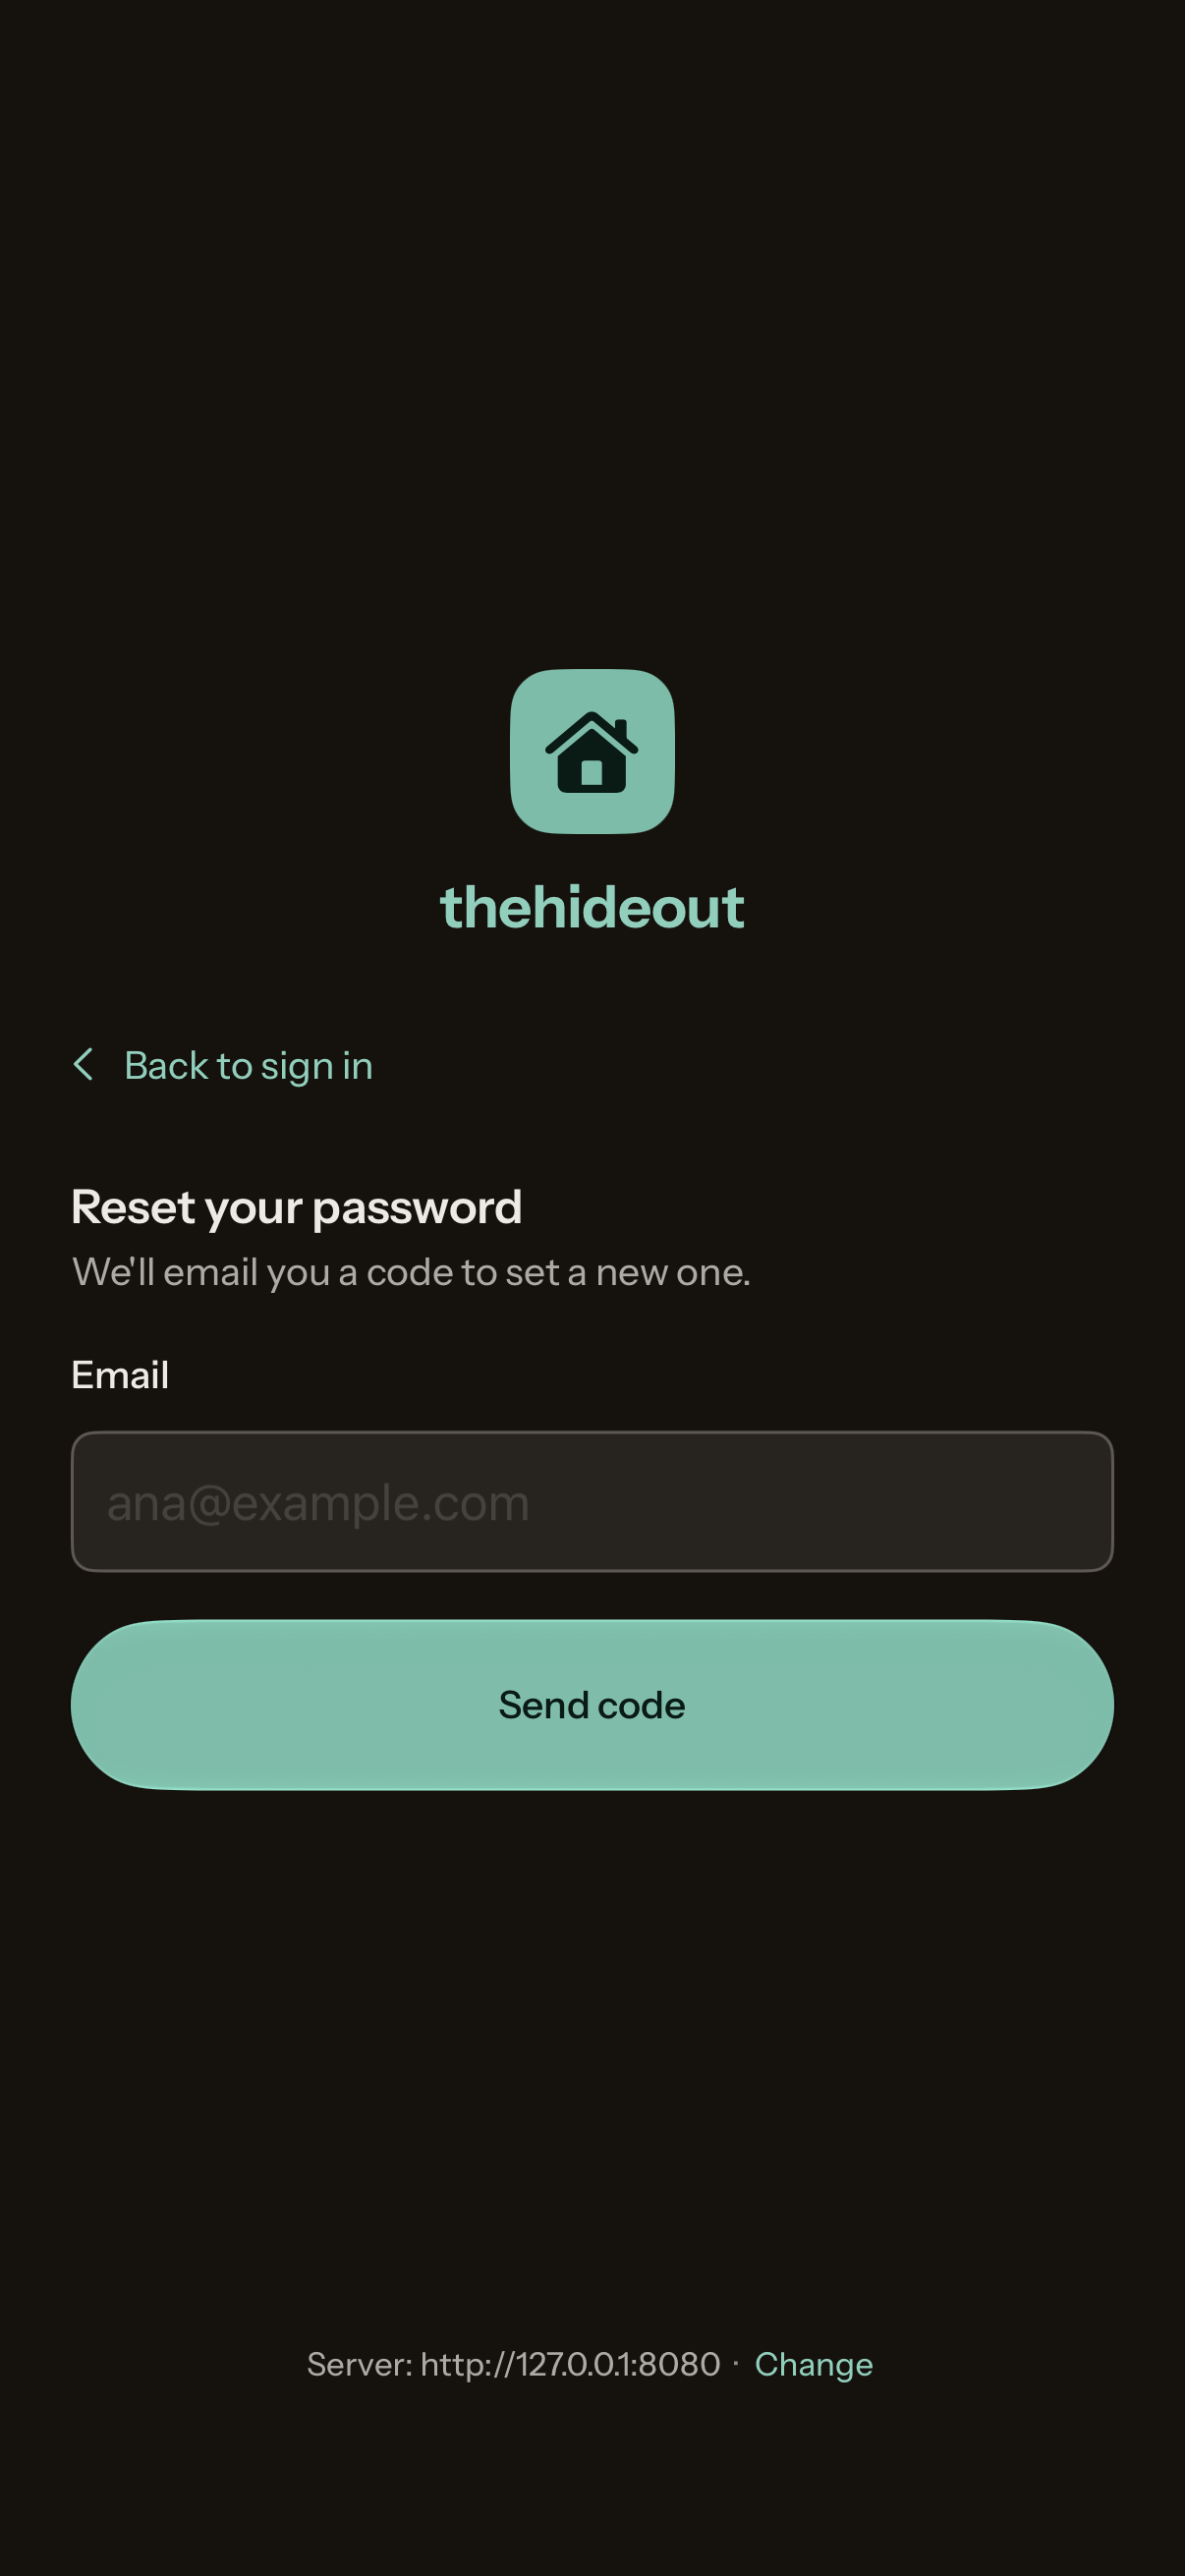 thehideout
Back to sign in
Reset your password
We'll email you a code to set a new one.
Email
ana@example.com
Send code
Server: http://127.0.0.1:8080 · Change